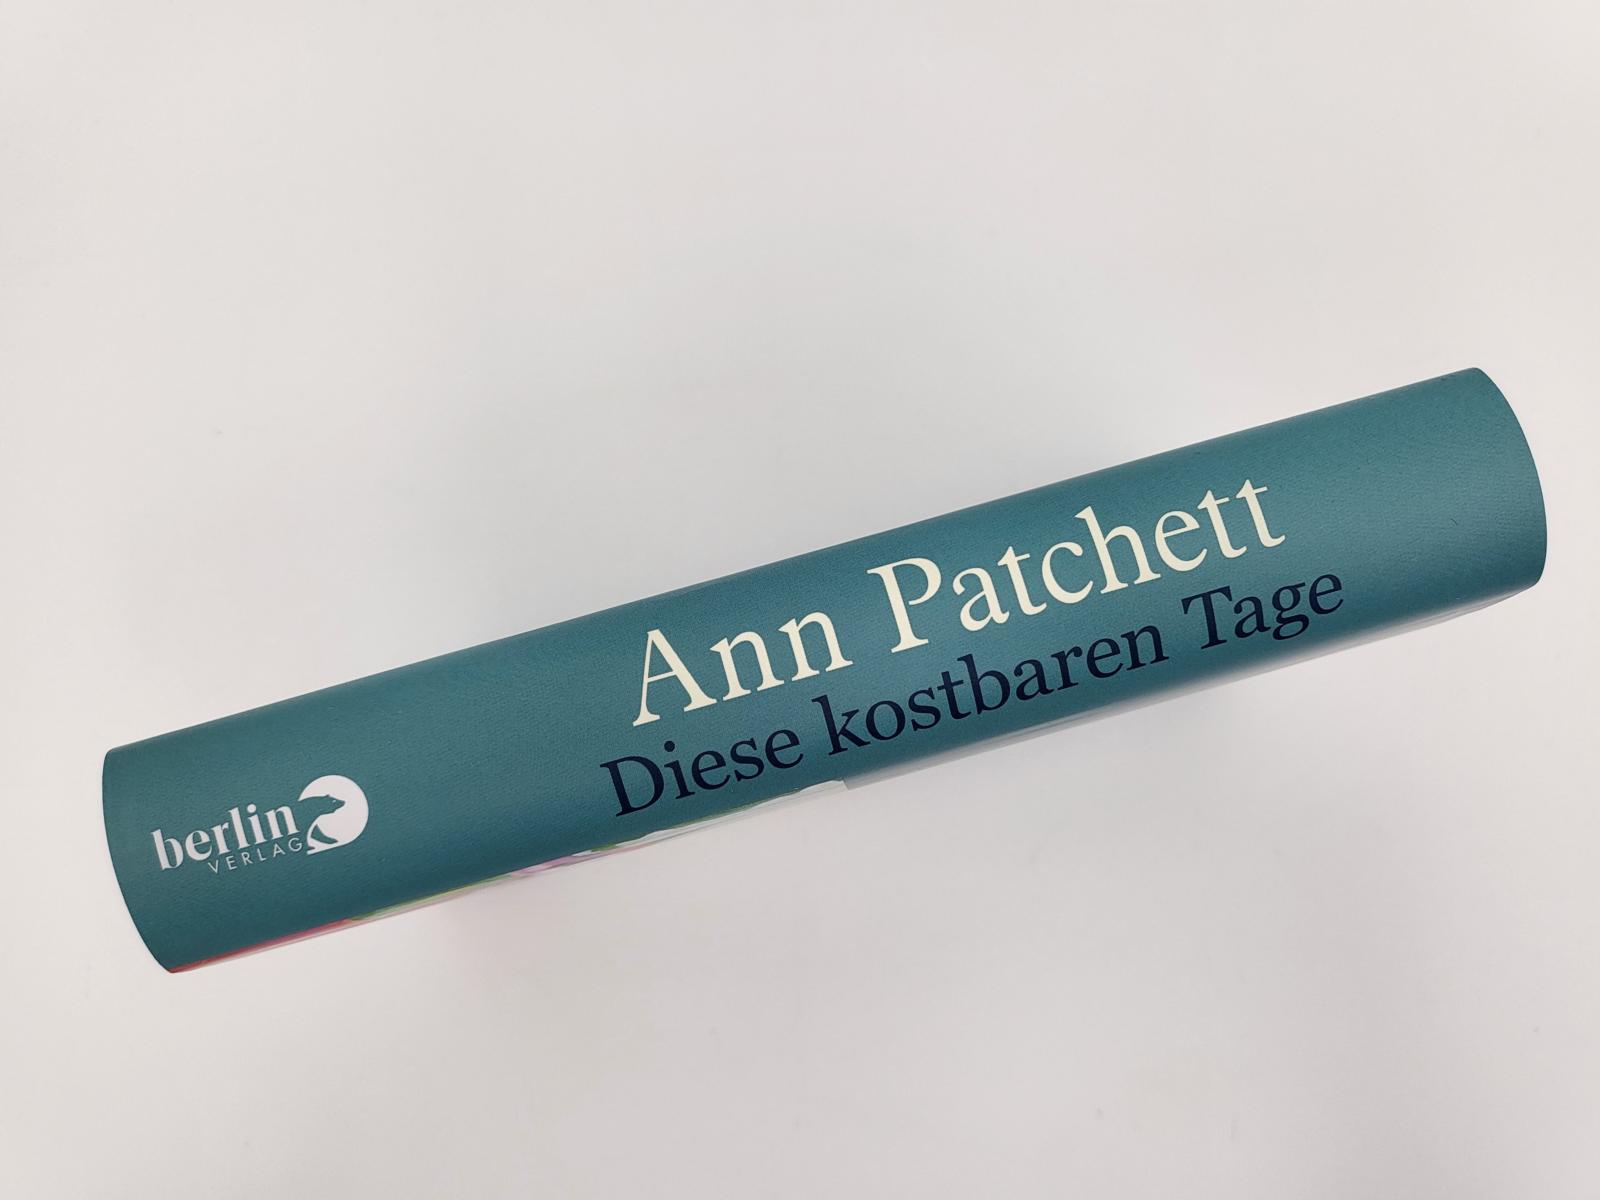 Ann Patchett
Diese kostbaren Tage
berlin
VERLAG